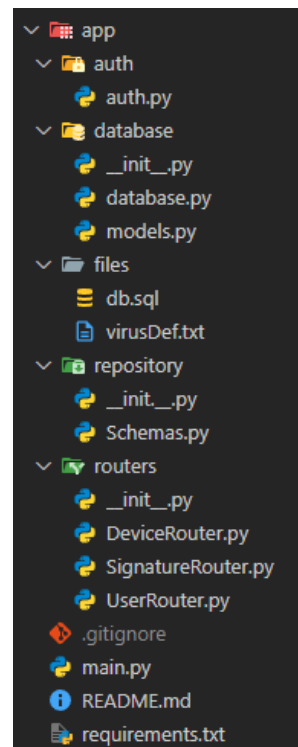 app
auth
auth.py
database
__init__.py
database.py
models.py
files
db.sql
virusDef.txt
repository
__init.__.py
Schemas.py
routers
__init__.py
DeviceRouter.py
SignatureRouter.py
UserRouter.py
.gitignore
main.py
README.md
requirements.txt